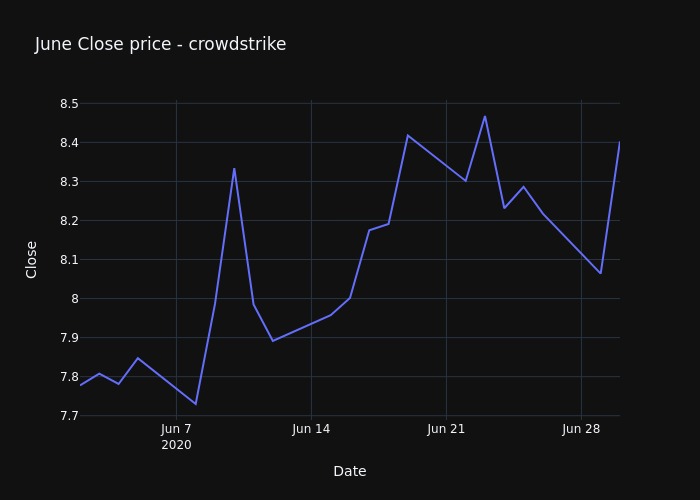 June Close price - crowdstrike
8.5
8.4
8.3
8.2
8.1
8
7.9
7.8
7.7
Close
Jun 7
2020
Jun 14
Jun 21
Jun 28
Date